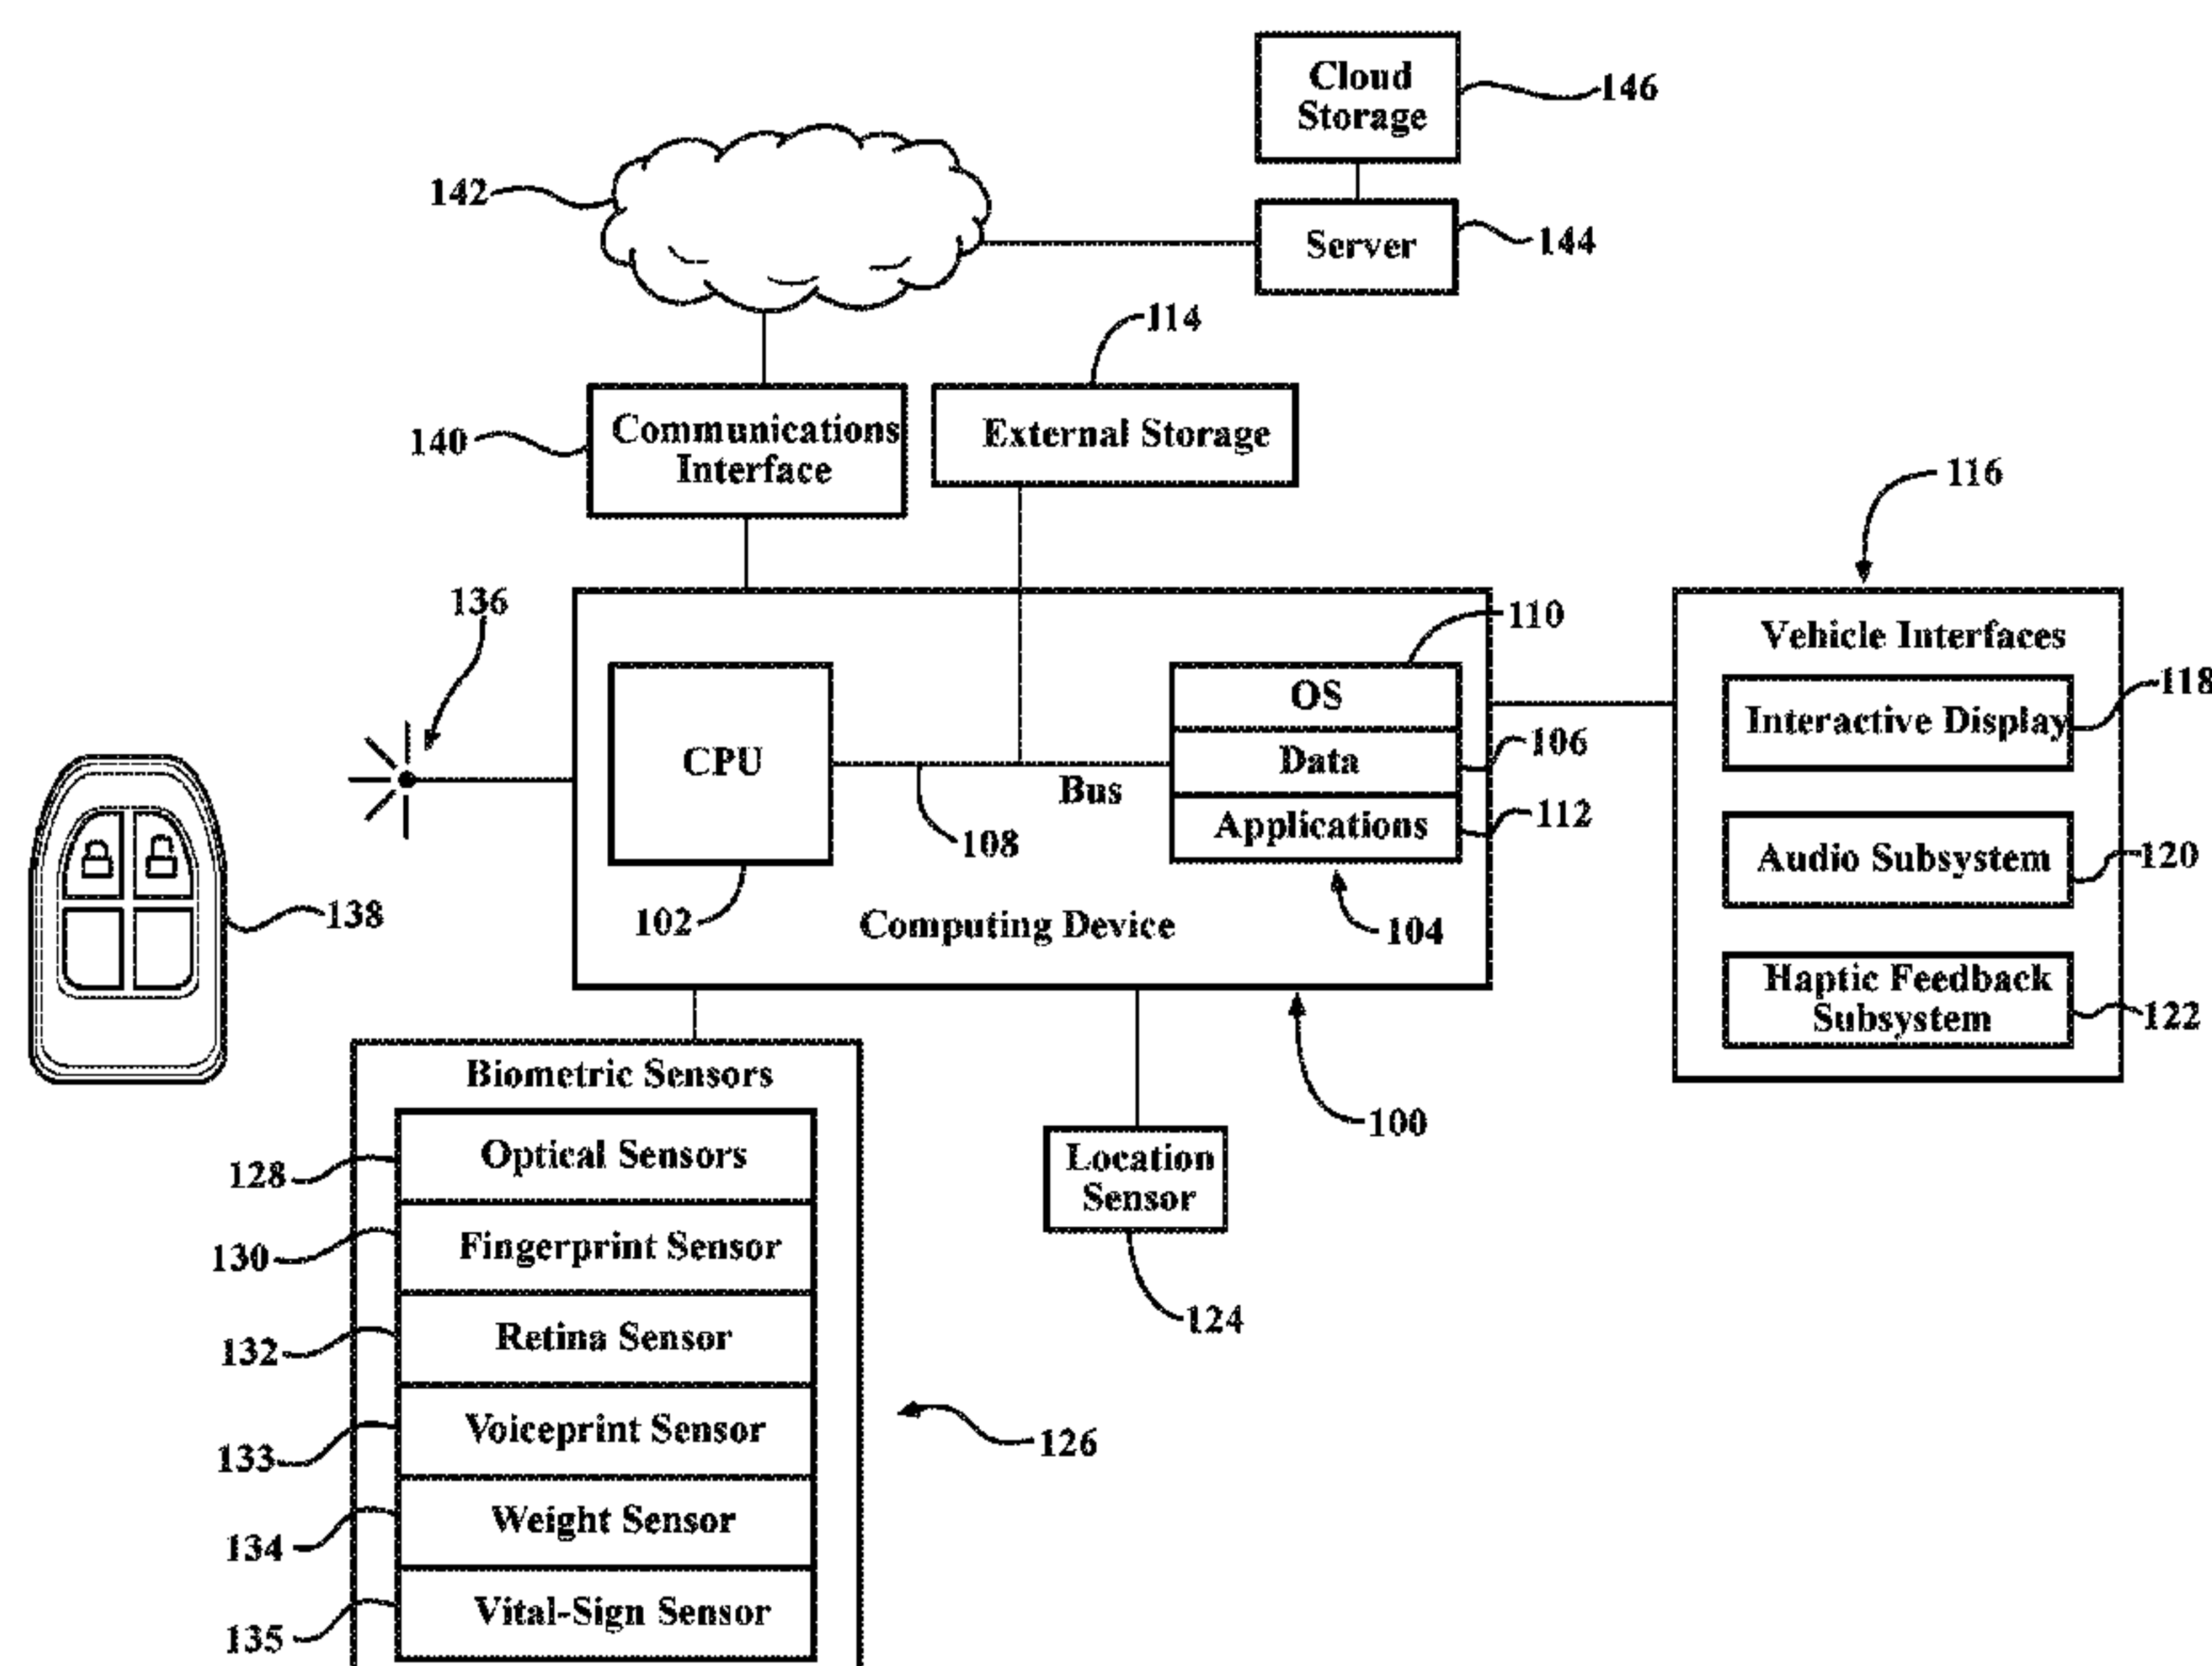 Cloud
Storage
146
142
Server
144
114
Communications
Interface
140
External Storage
116
136
110
Vehicle Interfaces
OS
118
Interactive Display
CPU
106
Data
Bus
112
Applications
108
120
Audio Subsystem
138
102
Computing Device
104
Haptic Feedback
Subsystem
122
Biometric Sensors
100
Optical Sensors
128
Location
Sensor
Fingerprint Sensor
130
124
Retina Sensor
132
Voiceprint Sensor
133
126
Weight Sensor
134
Vital-Sign Sensor
135